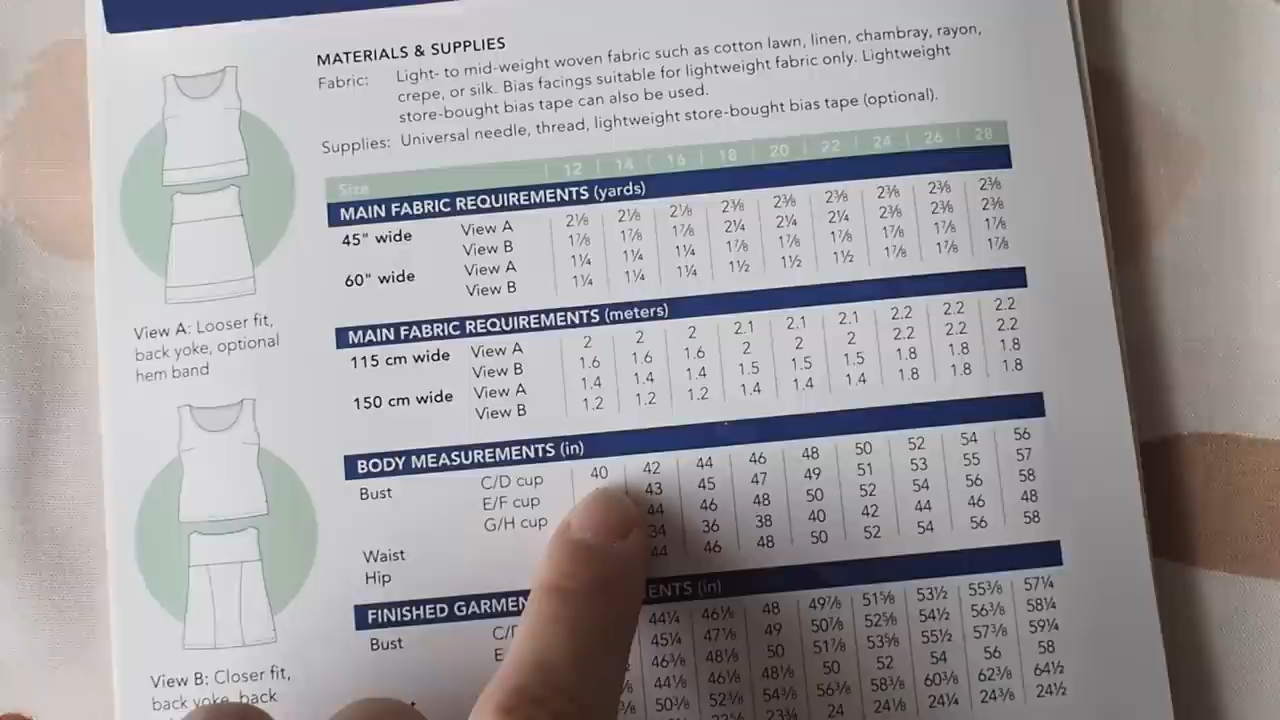 MATERIALS & SUPPLIES
Fabric: Light- to mid-weight woven fabric such as cotton lawn, linen, chambray, rayon,
crepe, or silk. Bias facings suitable for lightweight fabric only. Lightweight
store-bought bias tape can also be used.
Supplies: Universal needle, thread, lightweight store-bought bias tape (optional).
Size 12 14 16 18 20 22 24 26 28
MAIN FABRIC REQUIREMENTS (yards)
45" wide View A 2⅛ 2⅛ 2⅛ 2⅜ 2⅜ 2⅜ 2⅜ 2⅜ 2⅜
View B 1⅞ 1⅞ 1⅞ 2¼ 2¼ 2¼ 2⅜ 2⅜ 2⅜
60" wide View A 1¼ 1¼ 1¼ 1⅞ 1⅞ 1⅞ 1⅞ 1⅞ 1⅞
View B 1¼ 1¼ 1¼ 1½ 1½ 1½ 1⅞ 1⅞ 1⅞
MAIN FABRIC REQUIREMENTS (meters)
115 cm wide View A 2 2 2 2.1 2.1 2.1 2.2 2.2 2.2
View B 1.6 1.6 1.6 2 2 2 2.2 2.2 2.2
150 cm wide View A 1.4 1.4 1.4 1.5 1.5 1.5 1.8 1.8 1.8
View B 1.2 1.2 1.2 1.4 1.4 1.4 1.8 1.8 1.8
BODY MEASUREMENTS (in)
Bust C/D cup 40 42 44 46 48 50 52 54 56
E/F cup 43 45 47 49 51 53 55 57
G/H cup 44 46 48 50 52 54 56 58
Waist 34 36 38 40 42 44 46 48
Hip 44 46 48 50 52 54 56 58
FINISHED GARMENTS (in)
Bust C/D 44¼ 46⅛ 48 49⅞ 51⅝ 53½ 55⅜ 57¼
E 45¼ 47⅛ 49 50⅞ 52⅝ 54½ 56⅜ 58¼
46⅜ 48⅛ 50 51⅞ 53⅝ 55½ 57⅜ 59¼
44⅛ 46⅛ 48⅛ 50 52 54 56 58
50⅜ 52⅜ 54⅜ 56⅜ 58⅜ 60⅜ 62⅜ 64½
23¾ 24 24⅛ 24¼ 24⅜ 24½
View A: Looser fit,
back yoke, optional
hem band
View B: Closer fit,
back yoke, back